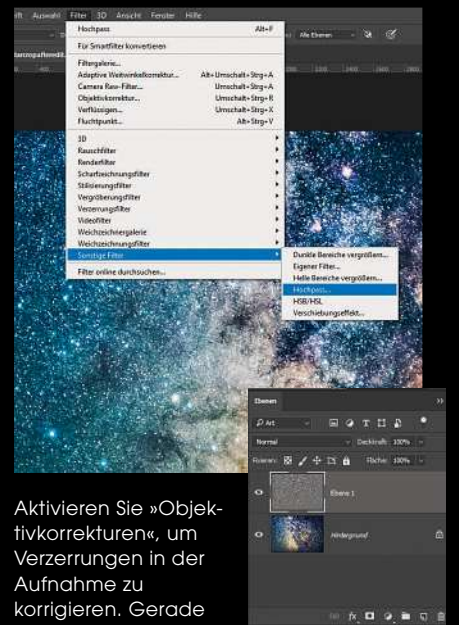 ift Auswahl Filter 3D Ansicht Fenster Hilfe
Hochpass Alt+F
Für Smartfilter konvertieren
Alle Ebenen
Filtergalerie...
Adaptive Weitwinkelkorrektur... Alt+Umschalt+Strg+A
Camera Raw-Filter... Umschalt+Strg+A
Objektivkorrektur... Umschalt+Strg+R
Verflüssigen... Umschalt+Strg+X
Fluchtpunkt... Alt+Strg+V
3D
Rauschfilter
Renderfilter
Scharfzeichnungsfilter
Stilisierungsfilter
Vergröberungsfilter
Verzerrungsfilter
Videofilter
Weichzeichnergalerie
Weichzeichnungsfilter
Sonstige Filter
Filter online durchsuchen...
Dunkle Bereiche vergrößern...
Eigener Filter...
Helle Bereiche vergrößern...
Hochpass...
HSB/HSL
Verschiebungseffekt...
Ebenen
Art
Normal Deckkraft: 100%
Fixieren: Fläche: 100%
Ebene 1
Hintergrund
fx
Aktivieren Sie »Objek-
tivkorrekturen«, um
Verzerrungen in der
Aufnahme zu
korrigieren. Gerade